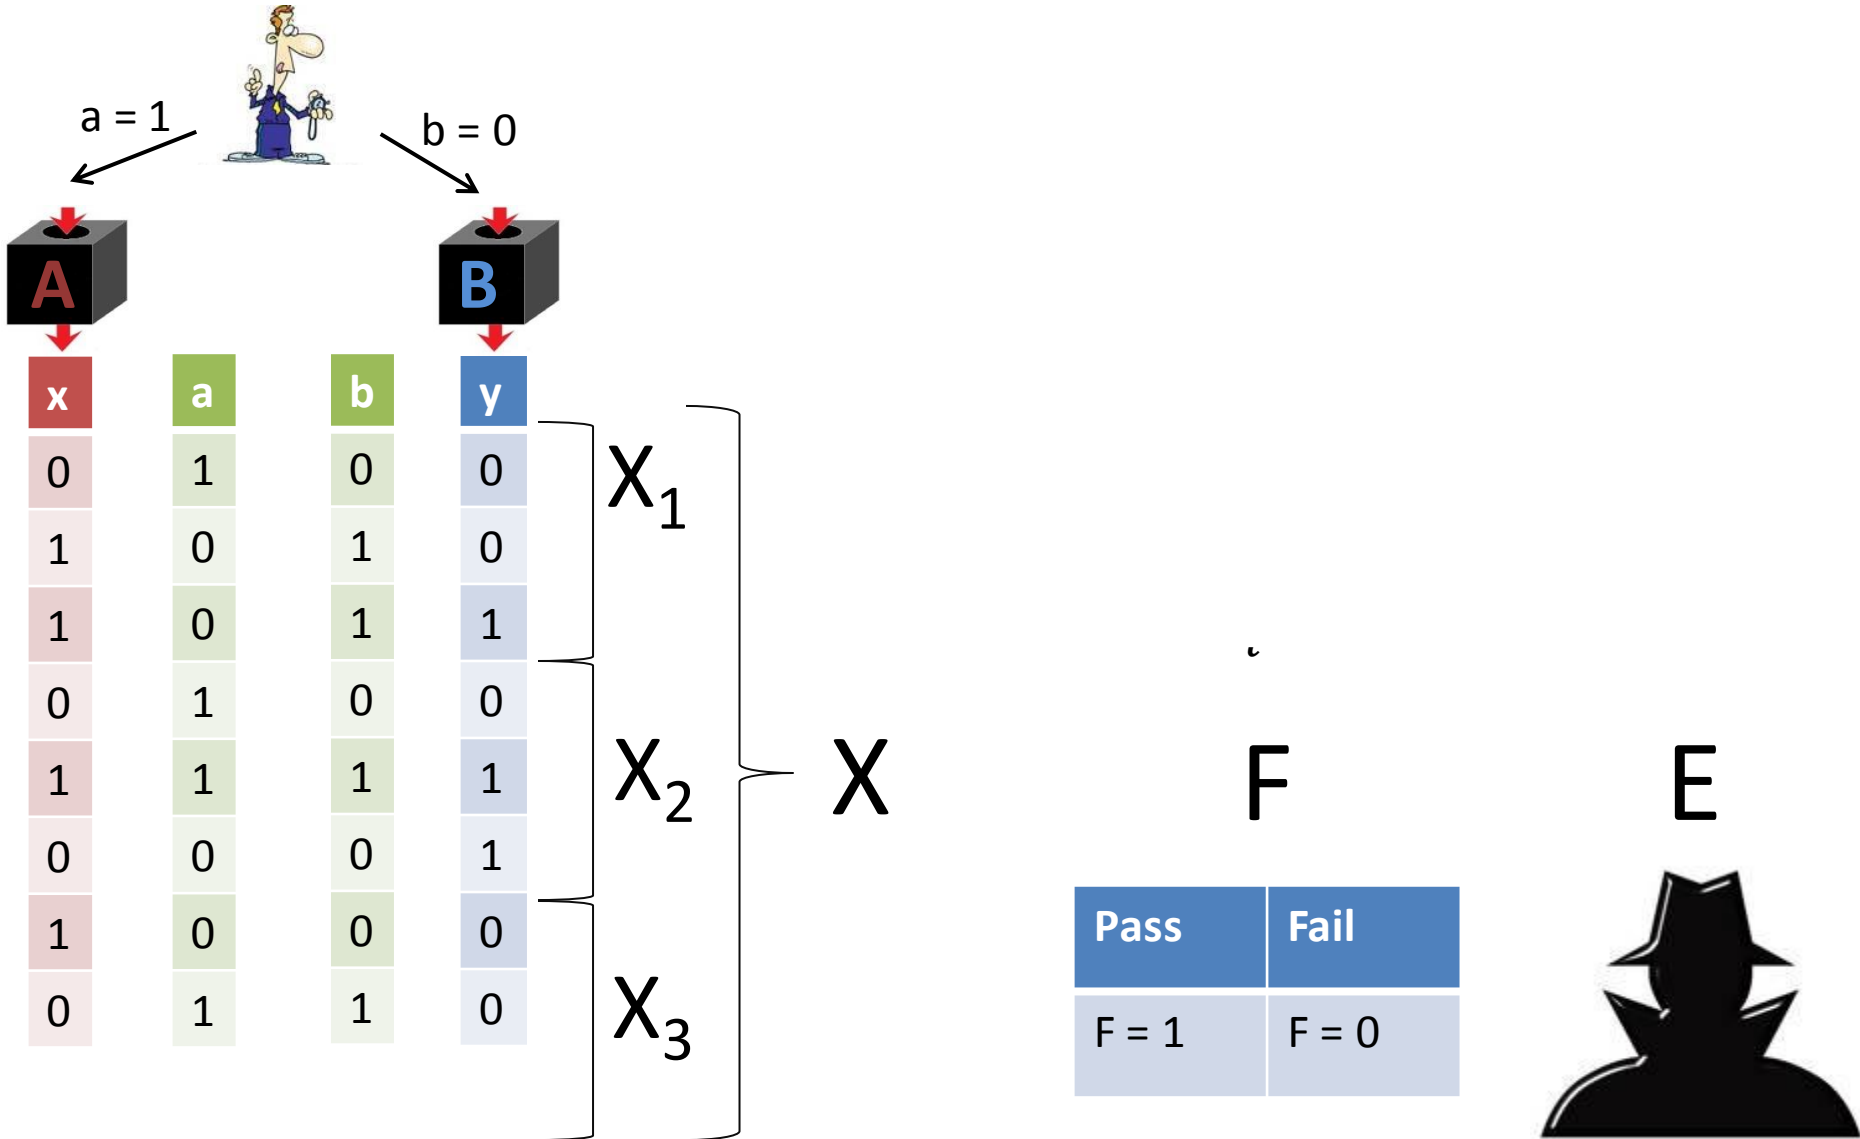 a = 1
b = 0
A
B
x a b y
0 1 0 0
1 0 1 0
1 0 1 1
0 1 0 0
1 1 1 1
0 0 0 1
1 0 0 0
0 1 1 0
X1
X2
X3
X
F
E
Pass Fail
F = 1 F = 0